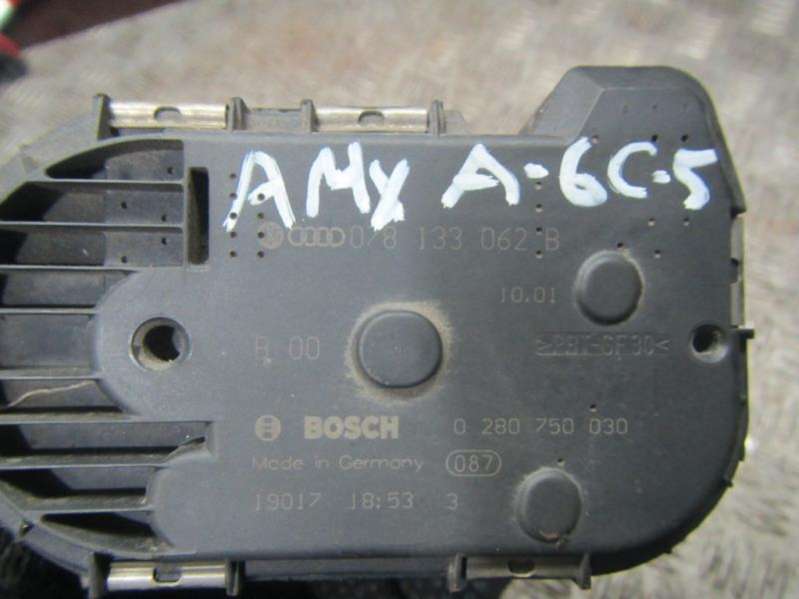 AMX A-6C-5
078 133 062 B
10.01
B 00
>PBT-GF30<
BOSCH 0 280 750 030
Made in Germany 087
19017 18:53 3